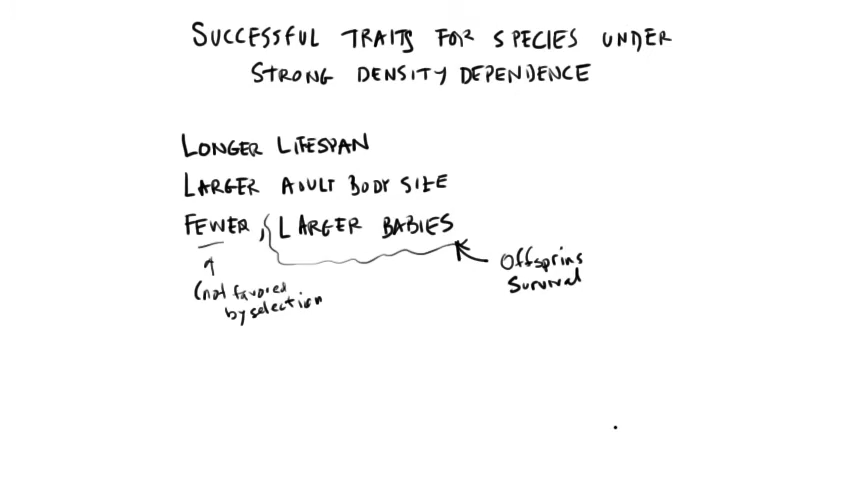 SUCCESSFUL TRAITS FOR SPECIES UNDER
STRONG DENSITY DEPENDENCE
LONGER LIFESPAN
LARGER ADULT BODY SIZE
FEWER, LARGER BABIES
Offspring
Survival
(not favored
by selection